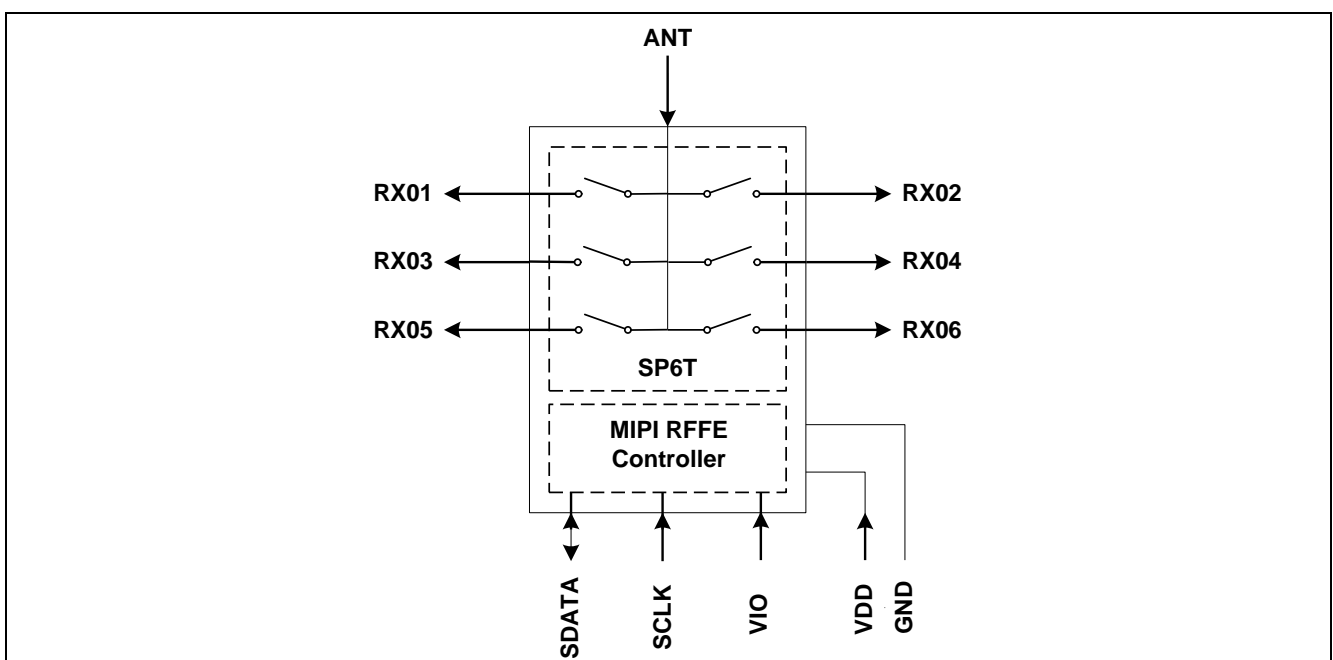 ANT
RX01
RX02
RX03
RX04
RX05
RX06
SP6T
MIPI RFFE
Controller
SDATA
SCLK
VIO
VDD
GND